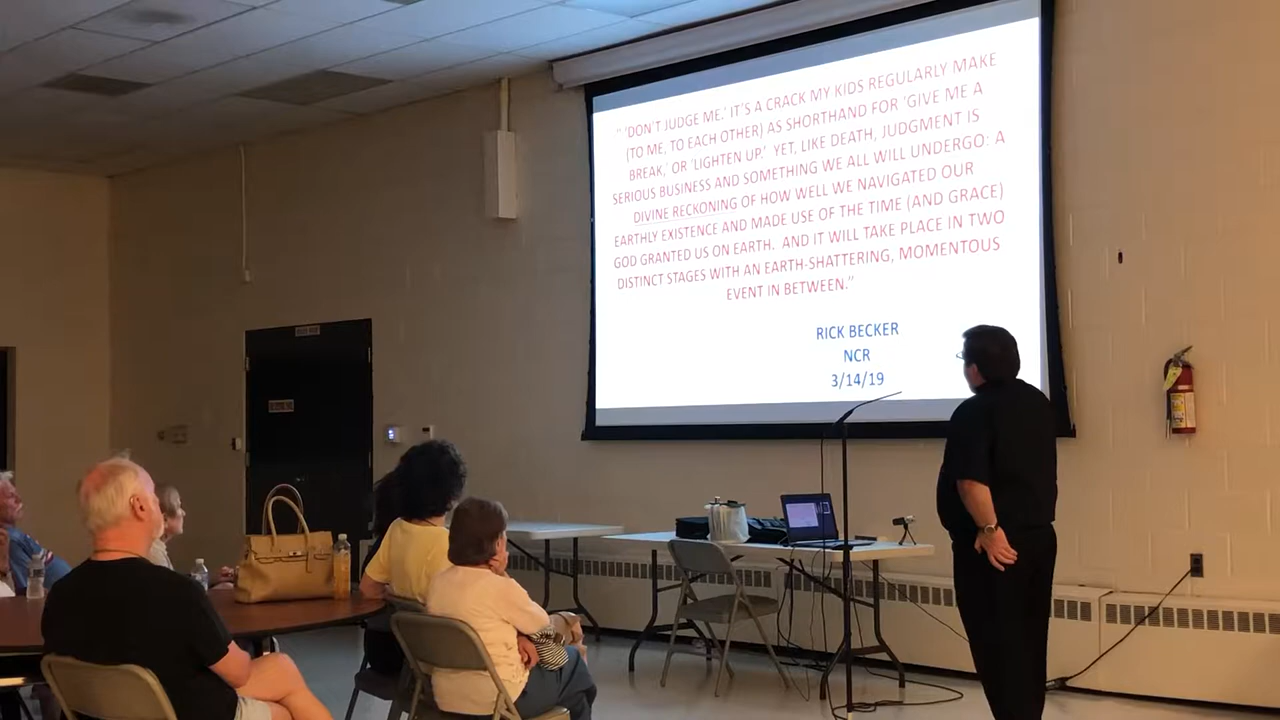 " 'DON'T JUDGE ME.' IT'S A CRACK MY KIDS REGULARLY MAKE
(TO ME, TO EACH OTHER) AS SHORTHAND FOR 'GIVE ME A
BREAK,' OR 'LIGHTEN UP.' YET, LIKE DEATH, JUDGMENT IS
SERIOUS BUSINESS AND SOMETHING WE ALL WILL UNDERGO: A
DIVINE RECKONING OF HOW WELL WE NAVIGATED OUR
EARTHLY EXISTENCE AND MADE USE OF THE TIME (AND GRACE)
GOD GRANTED US ON EARTH. AND IT WILL TAKE PLACE IN TWO
DISTINCT STAGES WITH AN EARTH-SHATTERING, MOMENTOUS
EVENT IN BETWEEN."
RICK BECKER
NCR
3/14/19